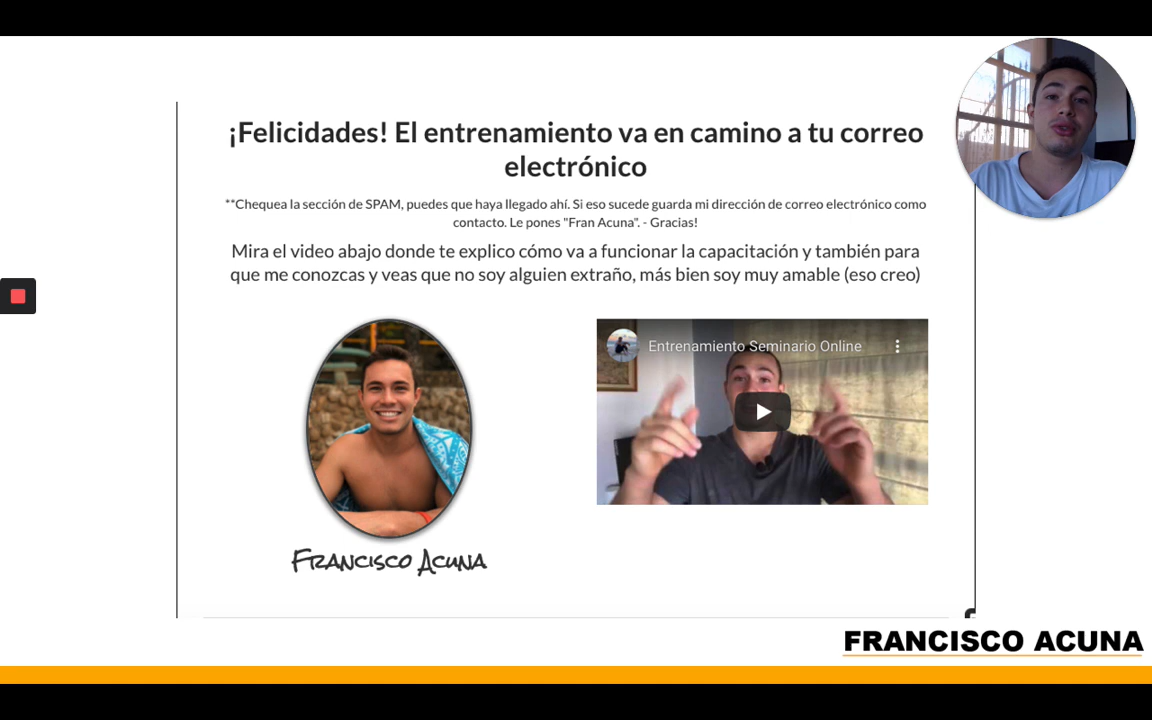 ¡Felicidades! El entrenamiento va en camino a tu correo
electrónico
**Chequea la sección de SPAM, puedes que haya llegado ahí. Si eso sucede guarda mi dirección de correo electrónico como
contacto. Le pones "Fran Acuna". - Gracias!
Mira el video abajo donde te explico cómo va a funcionar la capacitación y también para
que me conozcas y veas que no soy alguien extraño, más bien soy muy amable (eso creo)
Entrenamiento Seminario Online
Francisco Acuna
FRANCISCO ACUNA